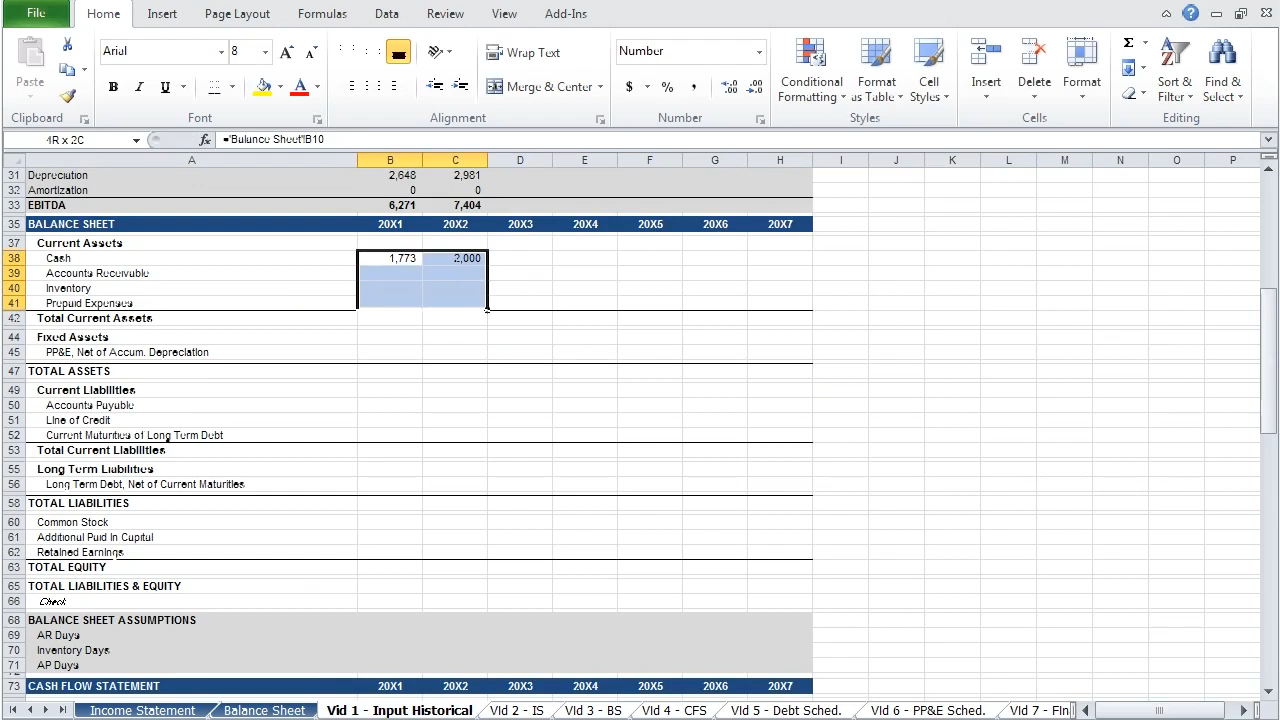 File Home Insert Page Layout Formulas Data Review View Add-Ins
Arial 8 Wrap Text Number
Paste B I U Merge & Center $ % , Conditional Formatting Format as Table Cell Styles Insert Delete Format Σ Sort & Filter Find & Select
Clipboard Font Alignment Number Styles Cells Editing
4R x 2C fx ='Balance Sheet'!B10
A B C D E F G H I J K L M N O P
31 Depreciation 2,648 2,981
32 Amortization 0 0
33 EBITDA 6,271 7,404
35 BALANCE SHEET 20X1 20X2 20X3 20X4 20X5 20X6 20X7
37 Current Assets
38 Cash 1,773 2,000
39 Accounts Receivable
40 Inventory
41 Prepaid Expenses
42 Total Current Assets
44 Fixed Assets
45 PP&E, Net of Accum. Depreciation
47 TOTAL ASSETS
49 Current Liabilities
50 Accounts Payable
51 Line of Credit
52 Current Maturities of Long Term Debt
53 Total Current Liabilities
55 Long Term Liabilities
56 Long Term Debt, Net of Current Maturities
58 TOTAL LIABILITIES
60 Common Stock
61 Additional Paid In Capital
62 Retained Earnings
63 TOTAL EQUITY
65 TOTAL LIABILITIES & EQUITY
66 Check
68 BALANCE SHEET ASSUMPTIONS
69 AR Days
70 Inventory Days
71 AP Days
73 CASH FLOW STATEMENT 20X1 20X2 20X3 20X4 20X5 20X6 20X7
Income Statement Balance Sheet Vid 1 - Input Historical Vid 2 - IS Vid 3 - BS Vid 4 - CFS Vid 5 - Debt Sched. Vid 6 - PP&E Sched. Vid 7 - Fin